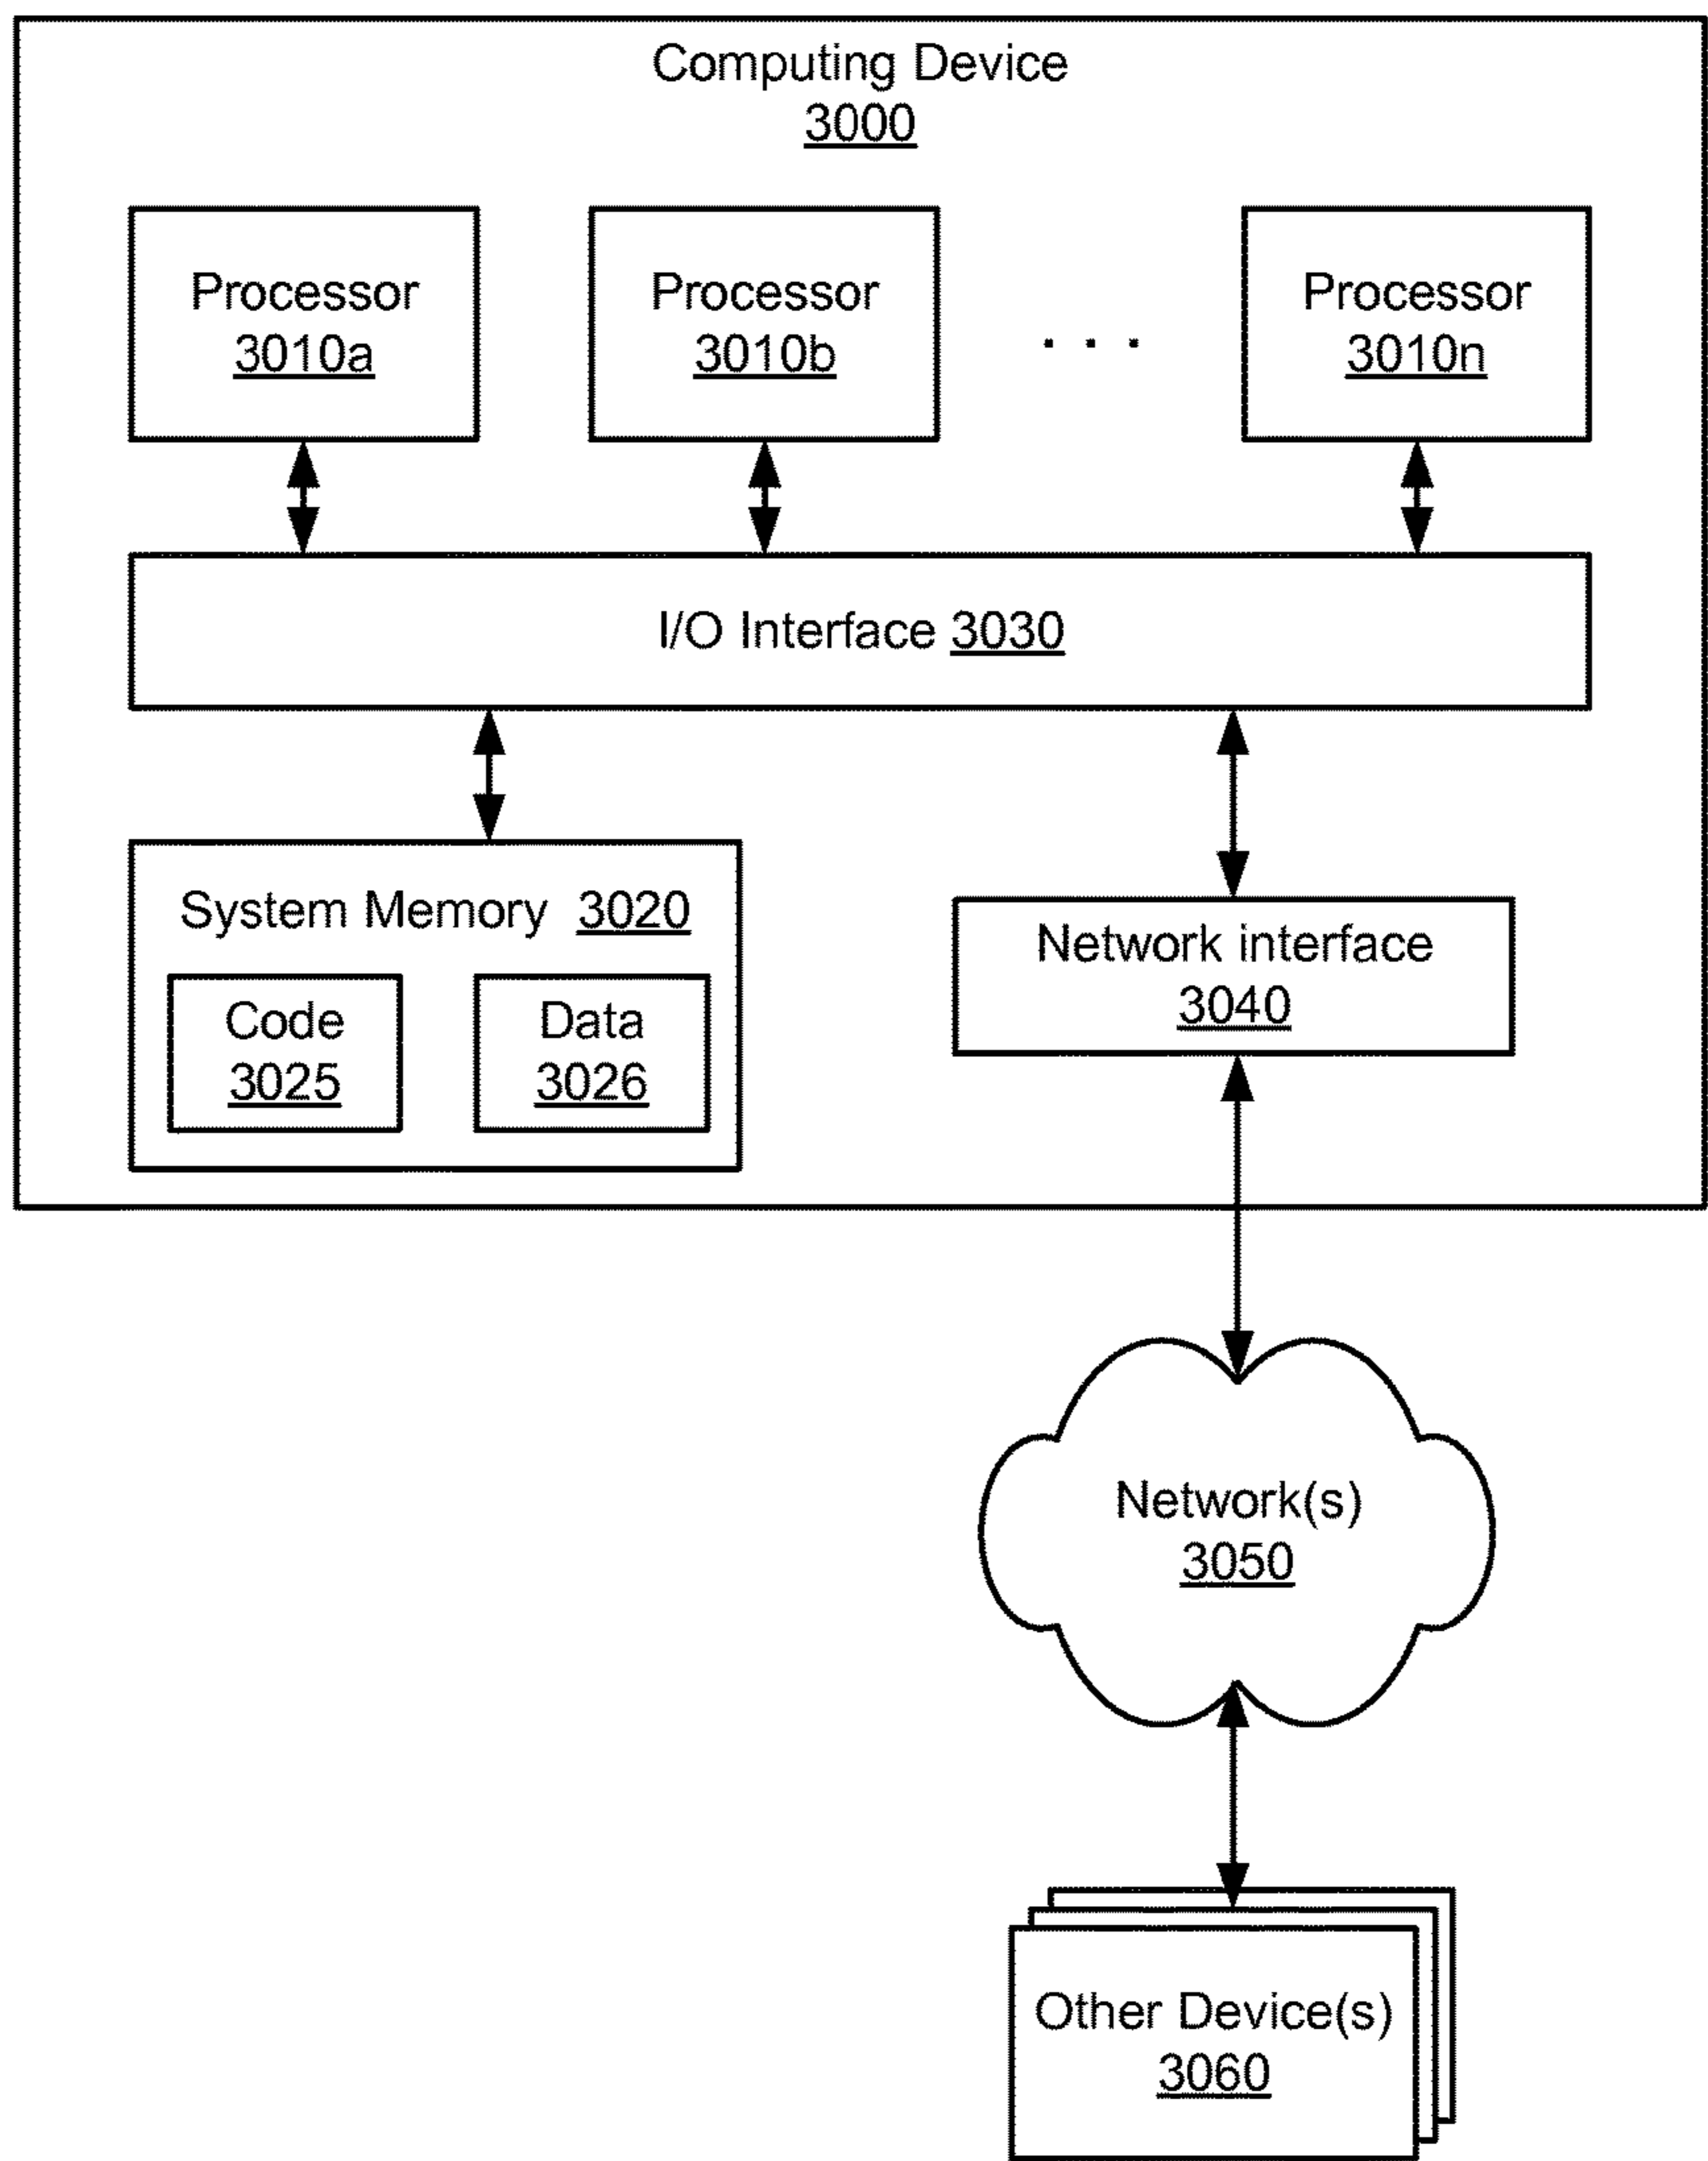 Computing Device
3000
Processor
3010a
Processor
3010b
. . .
Processor
3010n
I/O Interface 3030
System Memory 3020
Code
3025
Data
3026
Network interface
3040
Network(s)
3050
Other Device(s)
3060